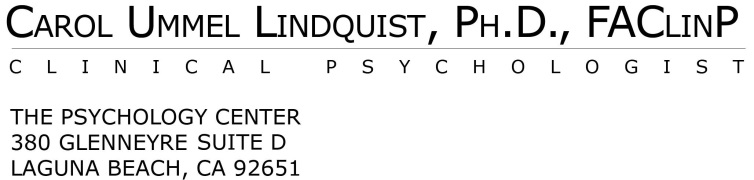 Carol Ummel Lindquist, Ph.D., FAClinP
CLINICAL PSYCHOLOGIST
THE PSYCHOLOGY CENTER
380 GLENNEYRE SUITE D
LAGUNA BEACH, CA 92651